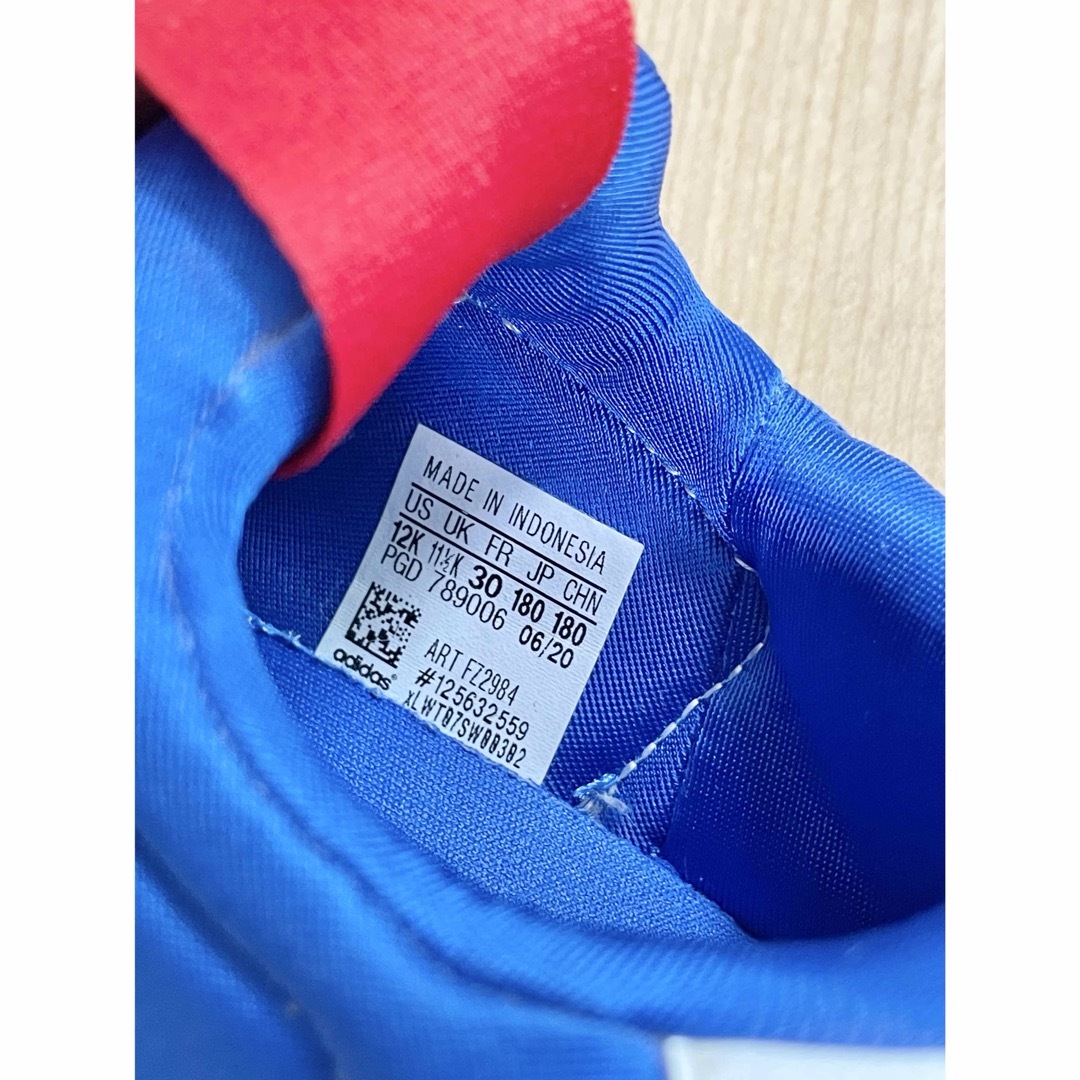 MADE IN INDONESIA
US UK FR JP CHN
12K 11½K 30 180 180
PGD 789006 06/20
ART FZ2984
#125632559
xLWT07SW00302
adidas®